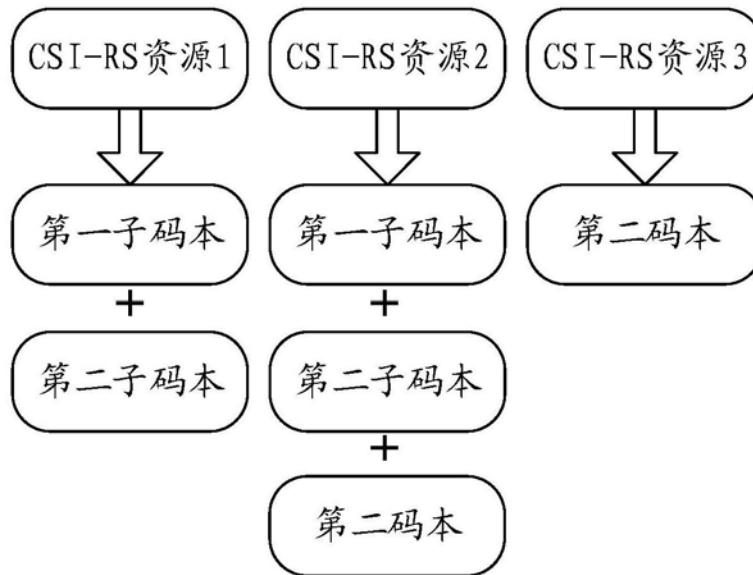 CSI-RS资源1
CSI-RS资源2
CSI-RS资源3
第一子码本
第一子码本
第二码本
+
+
第二子码本
第二子码本
+
第二码本